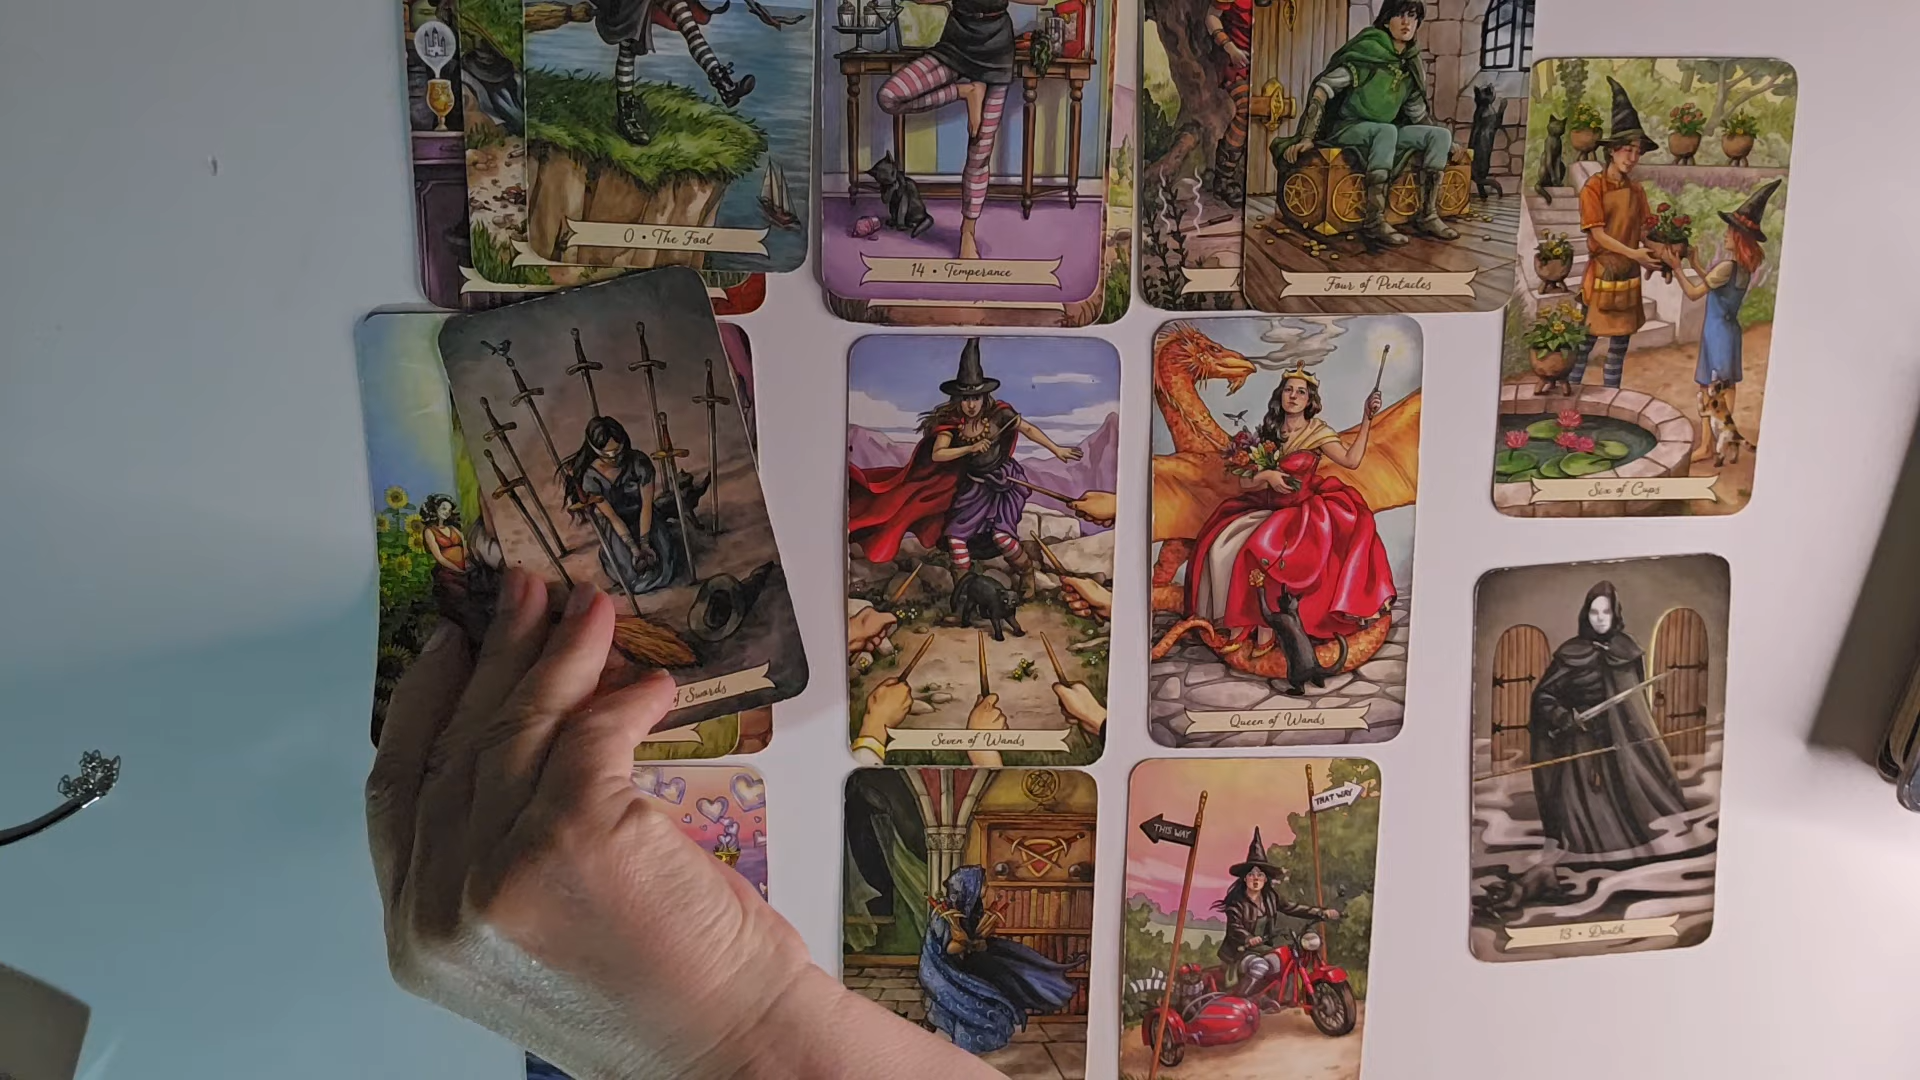 0 • The Fool
14 • Temperance
Four of Pentacles
Six of Cups
of Swords
Seven of Wands
Queen of Wands
THIS WAY
THAT WAY
13 • Death